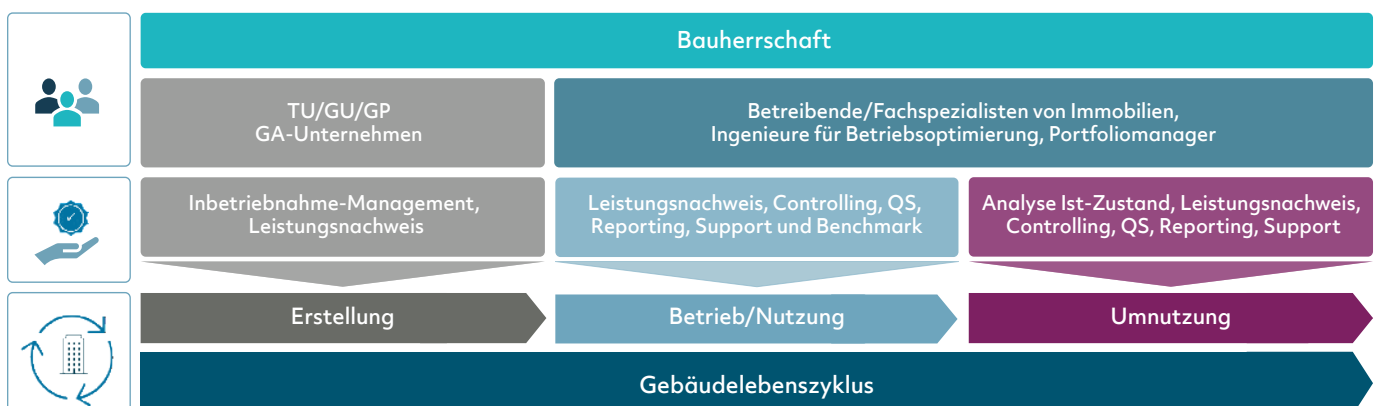 Bauherrschaft
TU/GU/GP
GA-Unternehmen
Betreibende/Fachspezialisten von Immobilien,
Ingenieure für Betriebsoptimierung, Portfoliomanager
Inbetriebnahme-Management,
Leistungsnachweis
Leistungsnachweis, Controlling, QS,
Reporting, Support und Benchmark
Analyse Ist-Zustand, Leistungsnachweis,
Controlling, QS, Reporting, Support
Erstellung
Betrieb/Nutzung
Umnutzung
Gebäudelebenszyklus